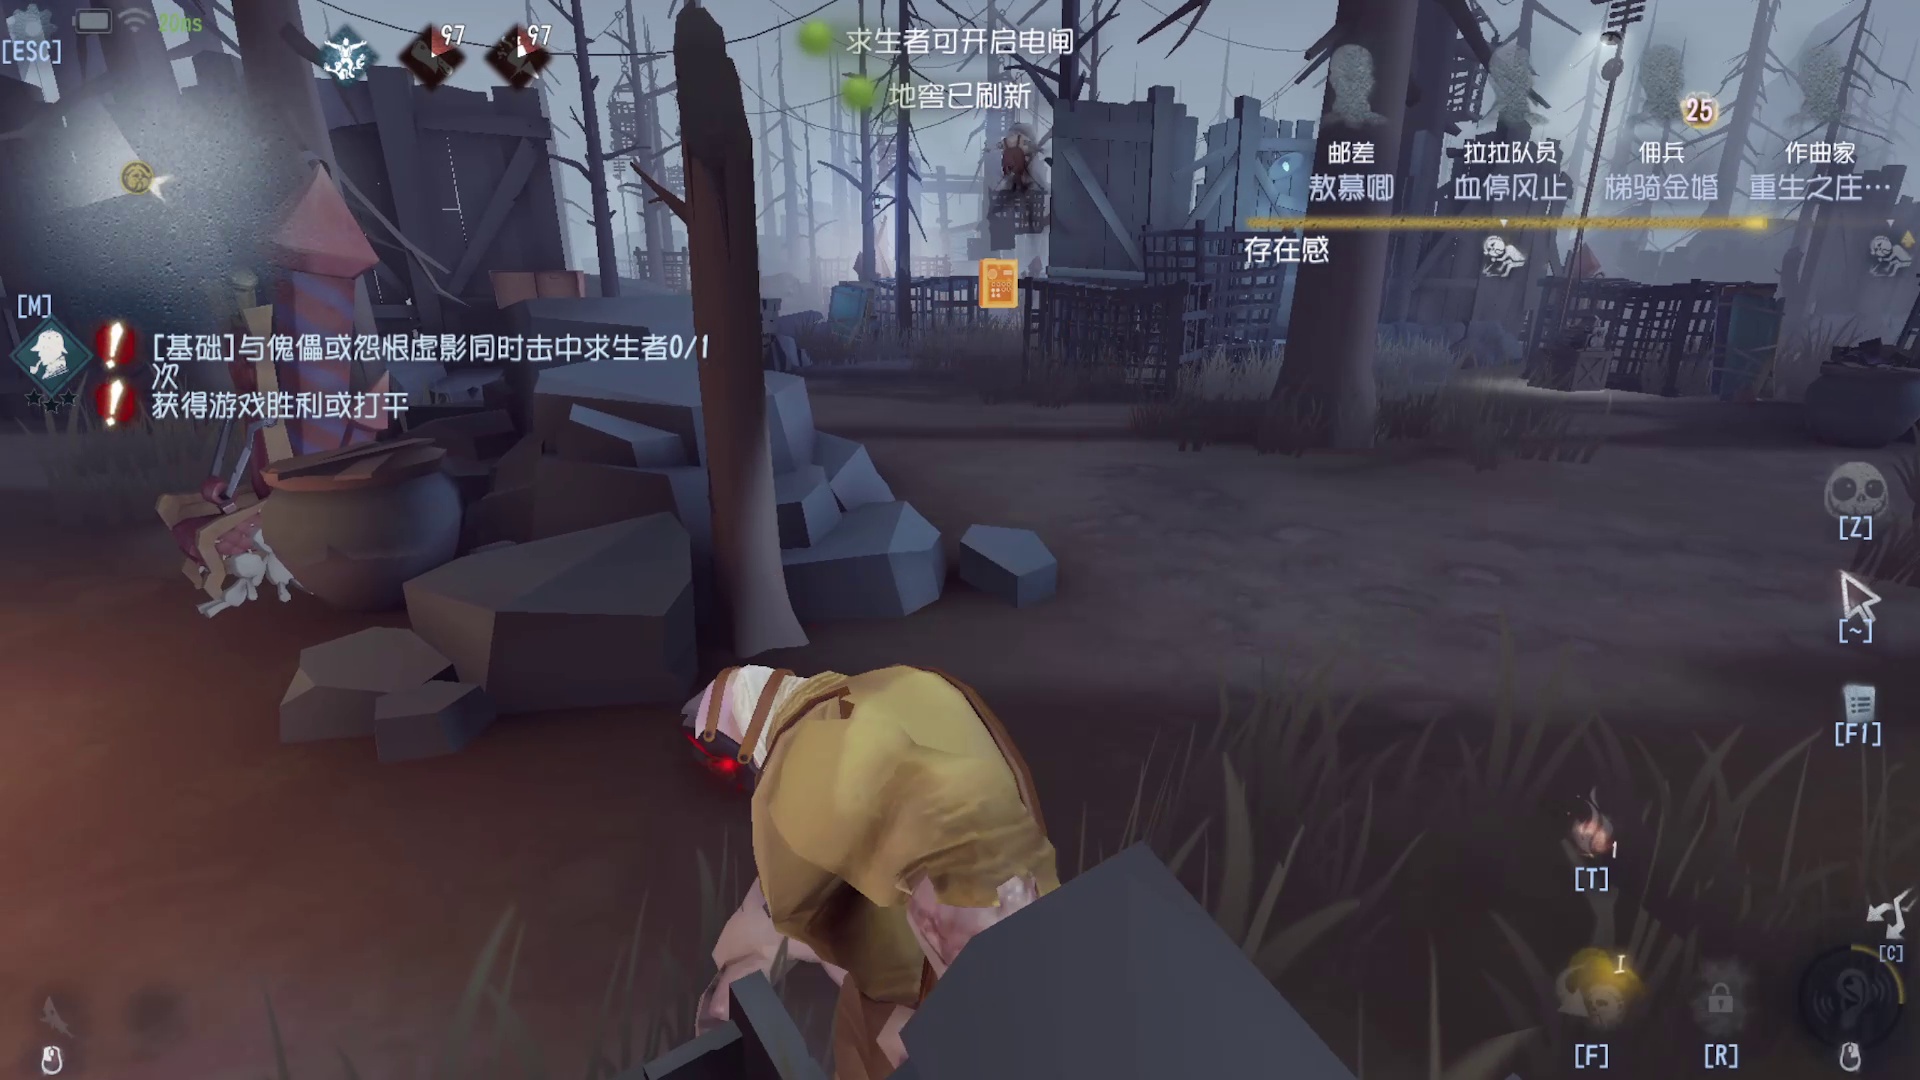 20ms
[ESC]
97
97
求生者可开启电闸
地窖已刷新
25
邮差
拉拉队员
佣兵
作曲家
敖慕卿
血停风止
梯骑金婚
重生之庄…
存在感
[M]
[基础]与傀儡或怨恨虚影同时击中求生者0/1
次
获得游戏胜利或打平
[Z]
[~]
[F1]
1
[T]
[C]
I
[F]
[R]